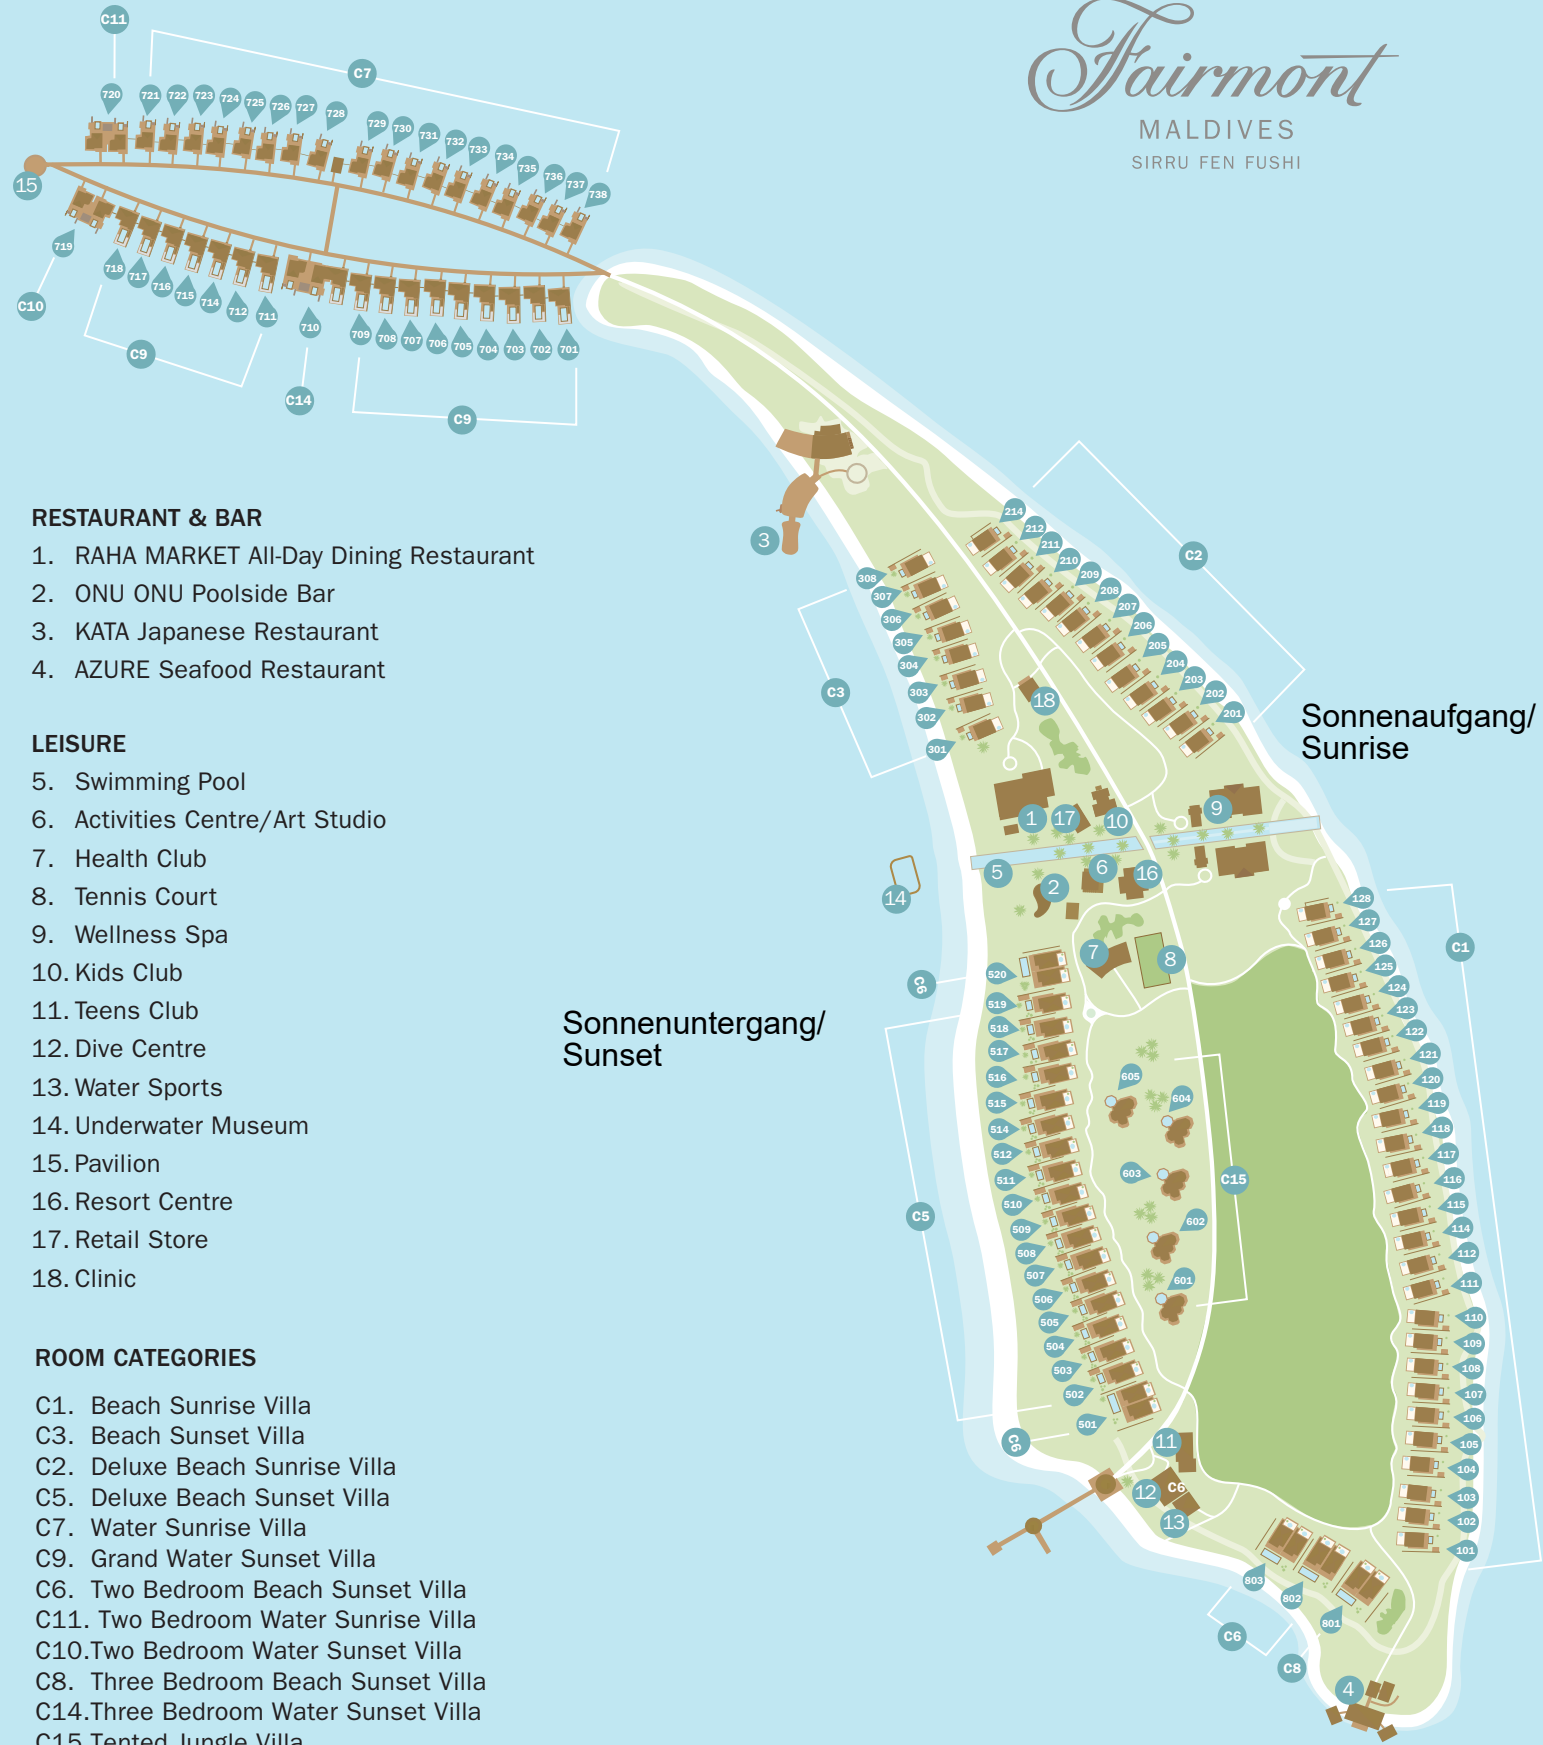 Fairmont
MALDIVES
SIRRU FEN FUSHI
C11
C7
720 721 722 723 724 725 726 727 728 729 730 731 732 733 734 735 736 737 738
15
719 718 717 716 715 714 712 711 710 709 708 707 706 705 704 703 702 701
C10
C9
C14
C9
RESTAURANT & BAR
1. RAHA MARKET All-Day Dining Restaurant
2. ONU ONU Poolside Bar
3. KATA Japanese Restaurant
4. AZURE Seafood Restaurant
LEISURE
5. Swimming Pool
6. Activities Centre/Art Studio
7. Health Club
8. Tennis Court
9. Wellness Spa
10. Kids Club
11. Teens Club
12. Dive Centre
13. Water Sports
14. Underwater Museum
15. Pavilion
16. Resort Centre
17. Retail Store
18. Clinic
ROOM CATEGORIES
C1. Beach Sunrise Villa
C3. Beach Sunset Villa
C2. Deluxe Beach Sunrise Villa
C5. Deluxe Beach Sunset Villa
C7. Water Sunrise Villa
C9. Grand Water Sunset Villa
C6. Two Bedroom Beach Sunset Villa
C11. Two Bedroom Water Sunrise Villa
C10.Two Bedroom Water Sunset Villa
C8. Three Bedroom Beach Sunset Villa
C14.Three Bedroom Water Sunset Villa
C15 Tented Jungle Villa
3
214
212
211
210
209
208
207
206
205
204
203
202
201
C2
308
307
306
305
304
303
302
301
C3
18
Sonnenaufgang/
Sunrise
1 17 10 9
5 6 16
2
14
7 8
Sonnenuntergang/
Sunset
C6
520
519
518
517
516
515
514
512
511
510
509
508
507
506
505
504
503
502
501
C5
C6
605
604
603
602
601
C15
128
127
126
125
124
123
122
121
120
119
118
117
116
115
114
112
111
110
109
108
107
106
105
104
103
102
101
C1
11
12 C6
13
803
802
801
C6
C8
4